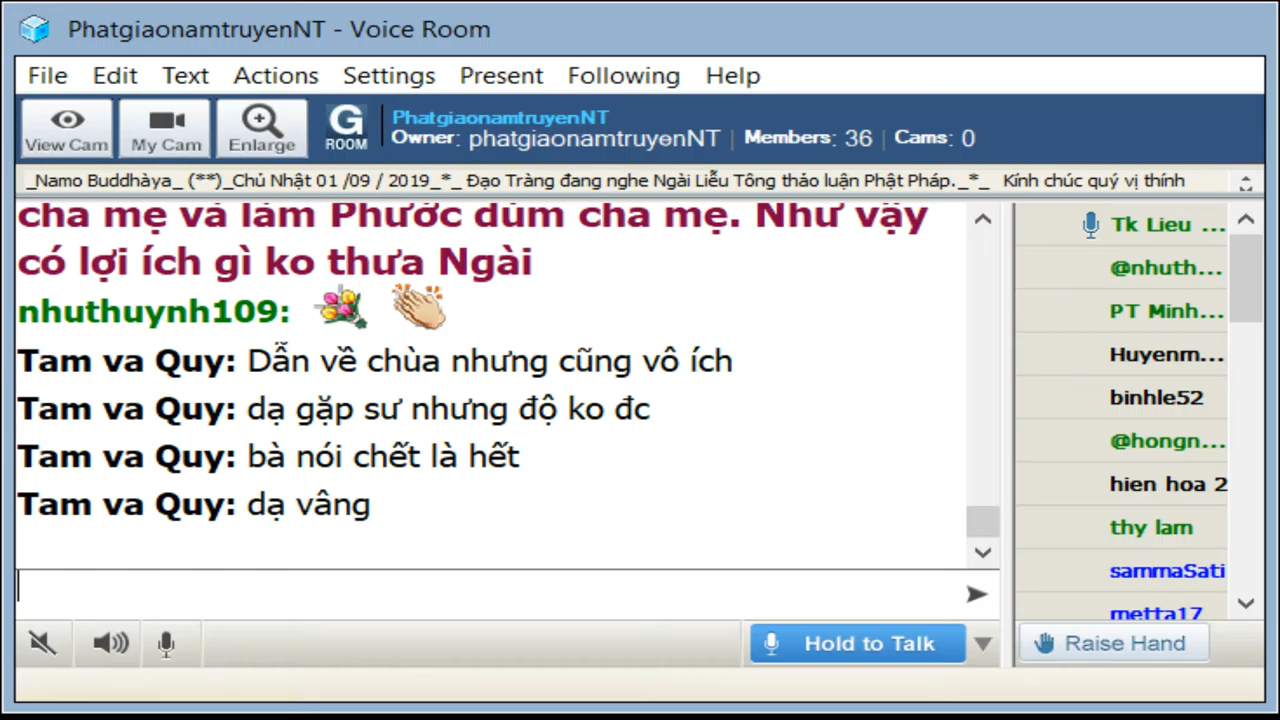 PhatgiaonamtruyenNT - Voice Room
File Edit Text Actions Settings Present Following Help
View Cam My Cam Enlarge G ROOM
PhatgiaonamtruyenNT
Owner: phatgiaonamtruyenNT | Members: 36 | Cams: 0
_Namo Buddhàya_ (**)_Chủ Nhật 01 /09 / 2019_*_ Đạo Tràng đang nghe Ngài Liễu Tông thảo luận Phật Pháp._*_ Kính chúc quý vị thính
cha mẹ và làm Phước dùm cha mẹ. Như vậy
có lợi ích gì ko thưa Ngài
nhuthuynh109:
Tam va Quy: Dẫn về chùa nhưng cũng vô ích
Tam va Quy: dạ gặp sư nhưng độ ko đc
Tam va Quy: bà nói chết là hết
Tam va Quy: dạ vâng
Tk Lieu ...
@nhuth...
PT Minh...
Huyenm...
binhle52
@hongn...
hien hoa 2
thy lam
sammaSati
metta17
Hold to Talk
Raise Hand